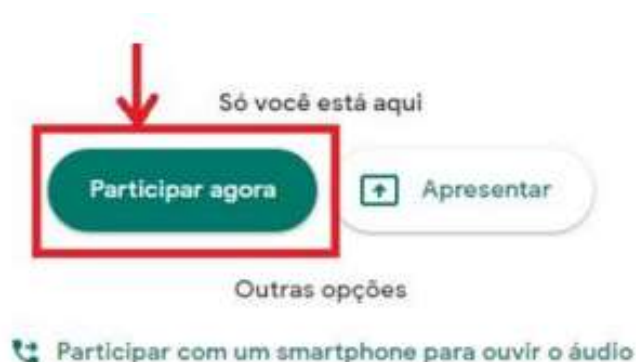 Só você está aqui
Participar agora Apresentar
Outras opções
Participar com um smartphone para ouvir o áudio